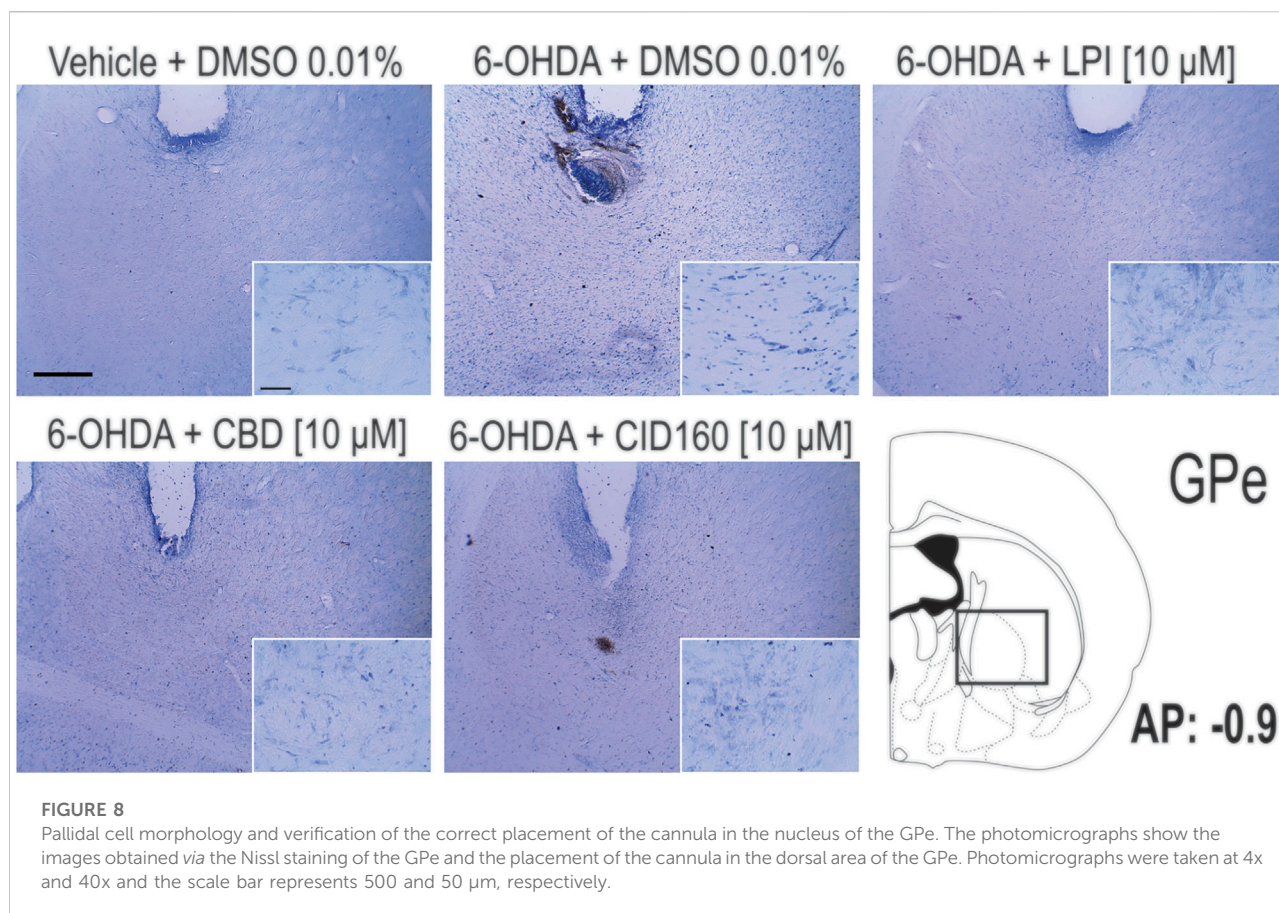 Vehicle + DMSO 0.01%
6-OHDA + DMSO 0.01%
6-OHDA + LPI [10 µM]
6-OHDA + CBD [10 µM]
6-OHDA + CID160 [10 µM]
GPe
AP: -0.9
FIGURE 8
Pallidal cell morphology and verification of the correct placement of the cannula in the nucleus of the GPe. The photomicrographs show the
images obtained via the Nissl staining of the GPe and the placement of the cannula in the dorsal area of the GPe. Photomicrographs were taken at 4x
and 40x and the scale bar represents 500 and 50 µm, respectively.